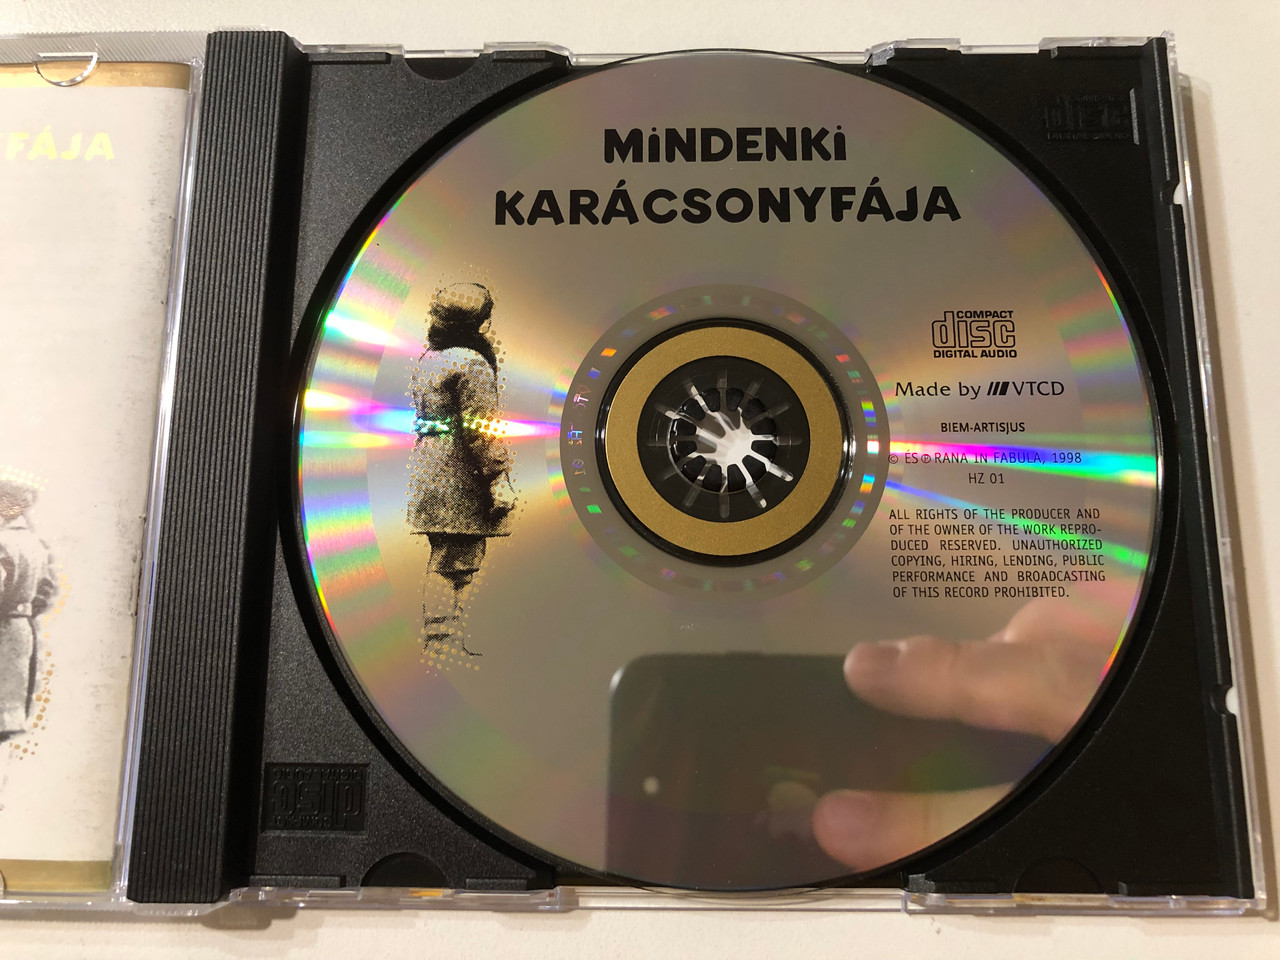 FÁJA
MiNDENKi
KARÁCSONYFÁJA
COMPACT
disc
DIGITAL AUDIO
Made by VTCD
BIEM-ARTISJUS
© ÉS ℗ RANA IN FABULA, 1998
HZ 01
ALL RIGHTS OF THE PRODUCER AND
OF THE OWNER OF THE WORK REPRO-
DUCED RESERVED. UNAUTHORIZED
COPYING, HIRING, LENDING, PUBLIC
PERFORMANCE AND BROADCASTING
OF THIS RECORD PROHIBITED.